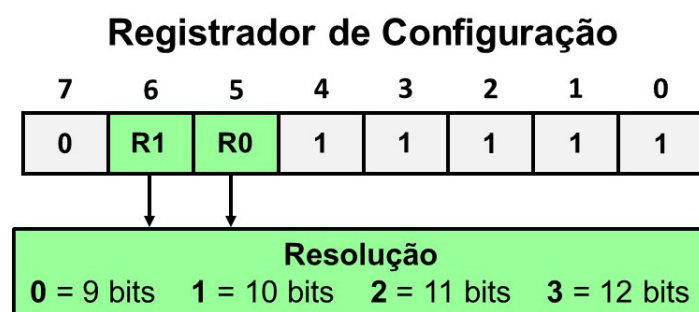 Registrador de Configuração
7 6 5 4 3 2 1 0
0 R1 R0 1 1 1 1 1
Resolução
0 = 9 bits 1 = 10 bits 2 = 11 bits 3 = 12 bits